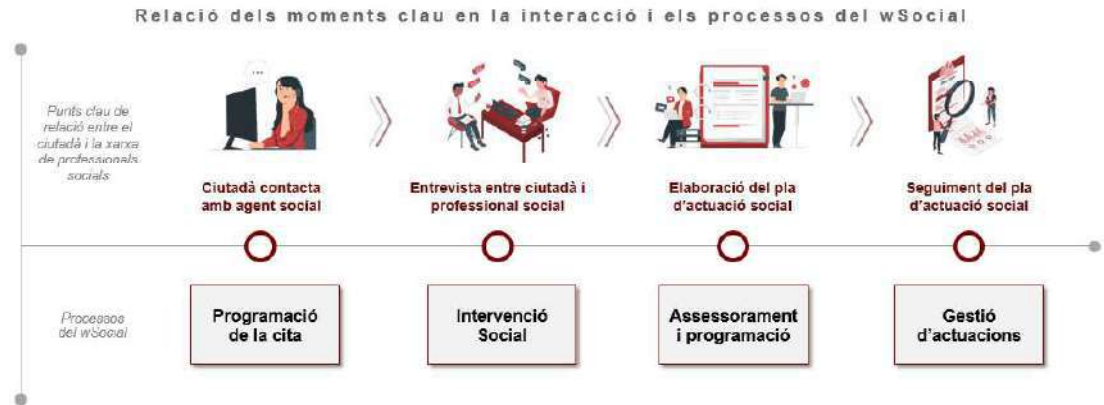 Relació dels moments clau en la interacció i els processos del wSocial
Punts clau de
relació entre el
ciutadà i la xarxa
de professionals
socials
Ciutadà contacta
amb agent social
Entrevista entre ciutadà i
professional social
Elaboració del pla
d'actuació social
Seguiment del pla
d'actuació social
Processos
del wSocial
Programació
de la cita
Intervenció
Social
Assessorament
i programació
Gestió
d'actuacions